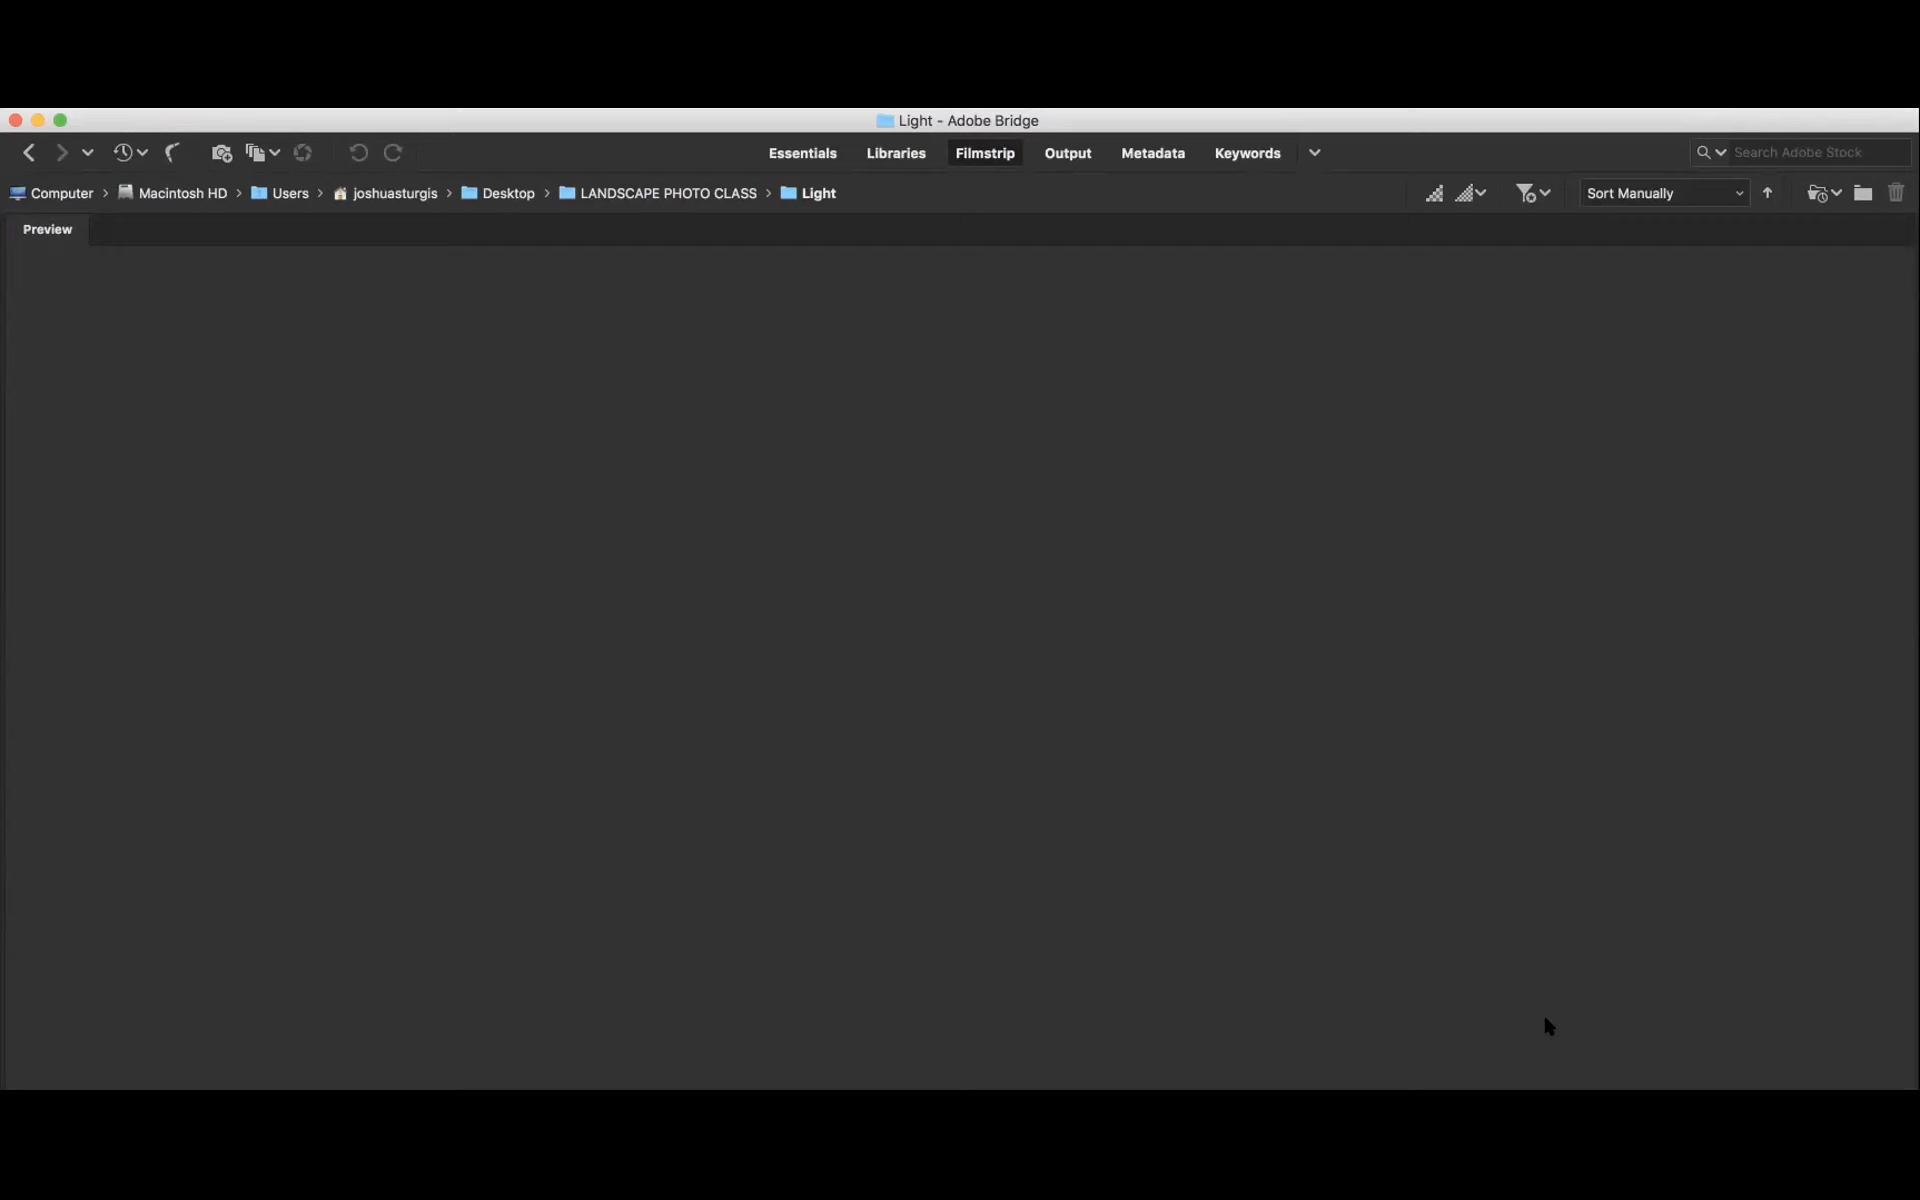 Light - Adobe Bridge
Essentials Libraries Filmstrip Output Metadata Keywords Search Adobe Stock
Computer › Macintosh HD › Users › joshuasturgis › Desktop › LANDSCAPE PHOTO CLASS › Light Sort Manually
Preview